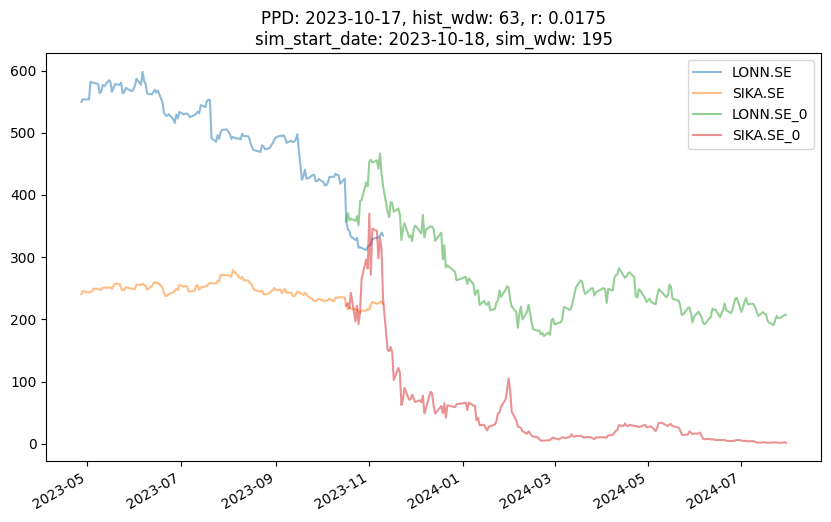 PPD: 2023-10-17, hist_wdw: 63, r: 0.0175
sim_start_date: 2023-10-18, sim_wdw: 195
LONN.SE
SIKA.SE
LONN.SE_0
SIKA.SE_0
600
500
400
300
200
100
0
2023-05
2023-07
2023-09
2023-11
2024-01
2024-03
2024-05
2024-07